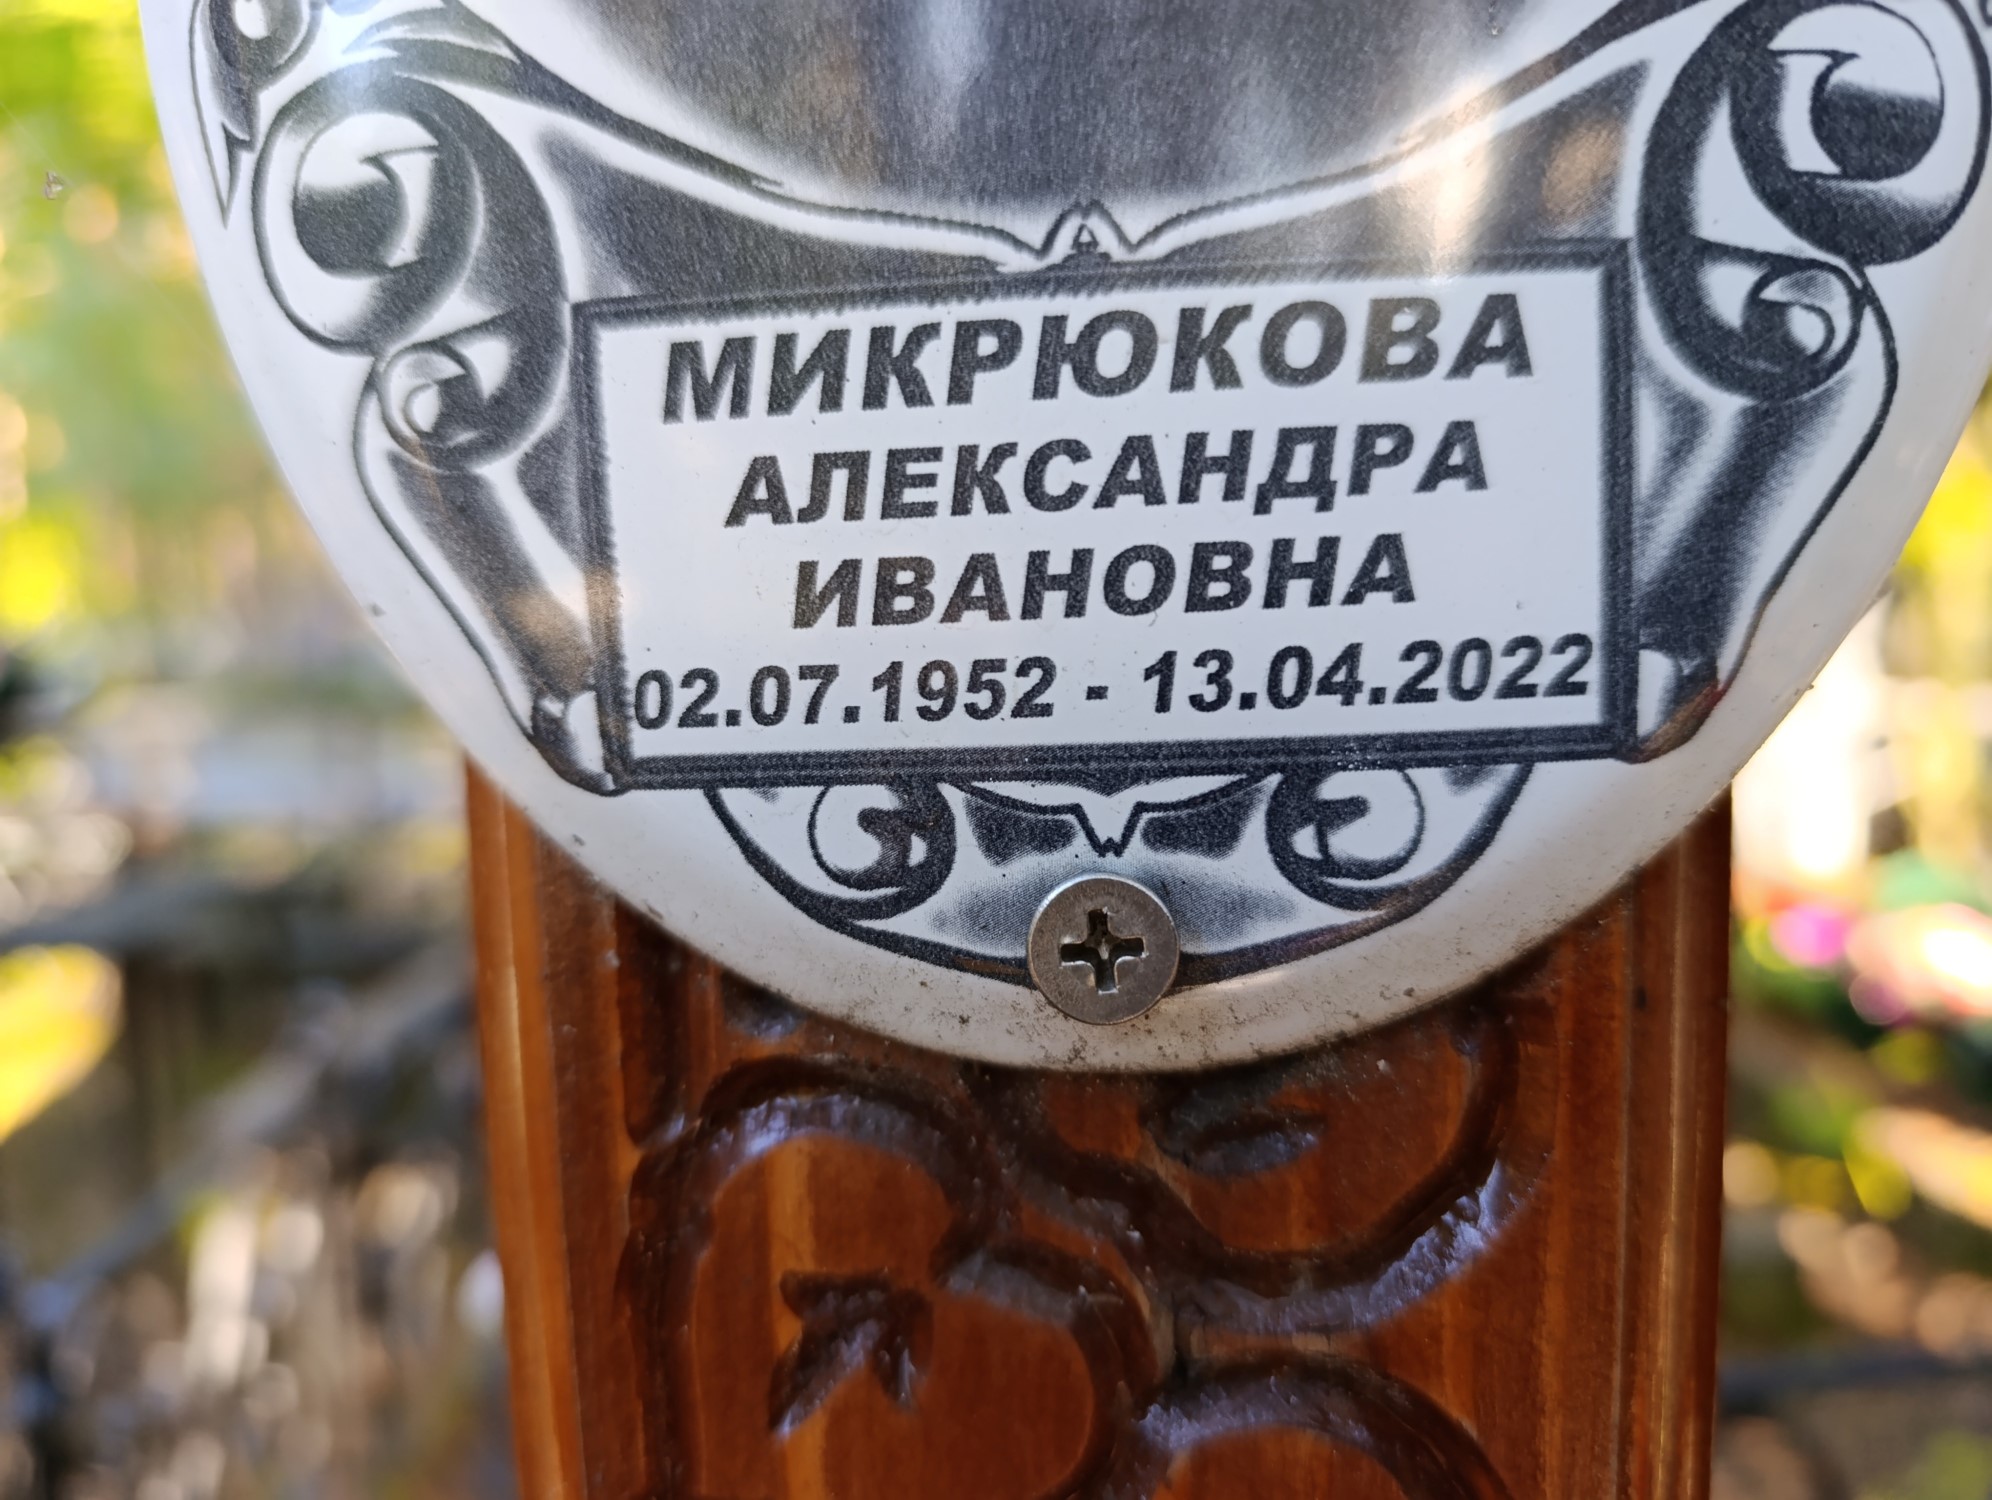 МИКРЮКОВА
АЛЕКСАНДРА
ИВАНОВНА
02.07.1952 - 13.04.2022